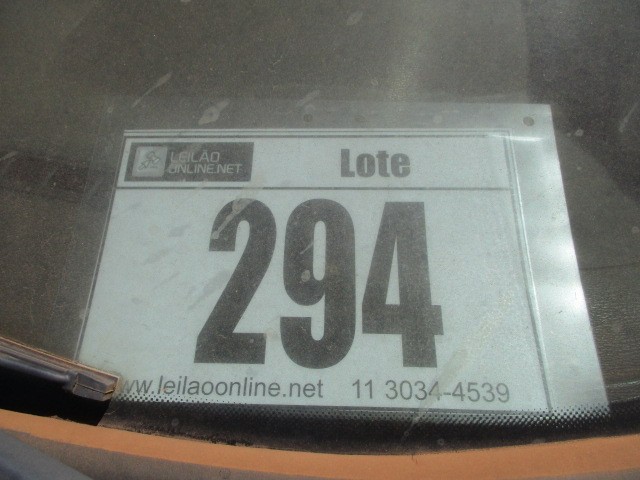 LEILÃO
ONLINE.NET
Lote
294
www.leilaoonline.net 11 3034-4539